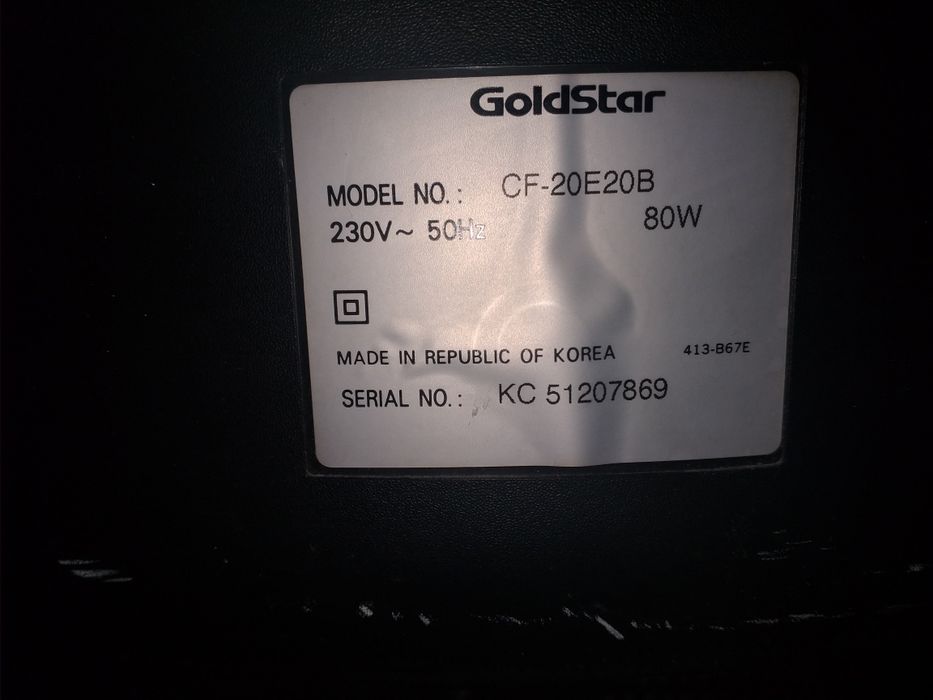 GoldStar
MODEL NO.: CF-20E20B
230V~ 50Hz 80W
MADE IN REPUBLIC OF KOREA 413-B67E
SERIAL NO.: KC 51207869